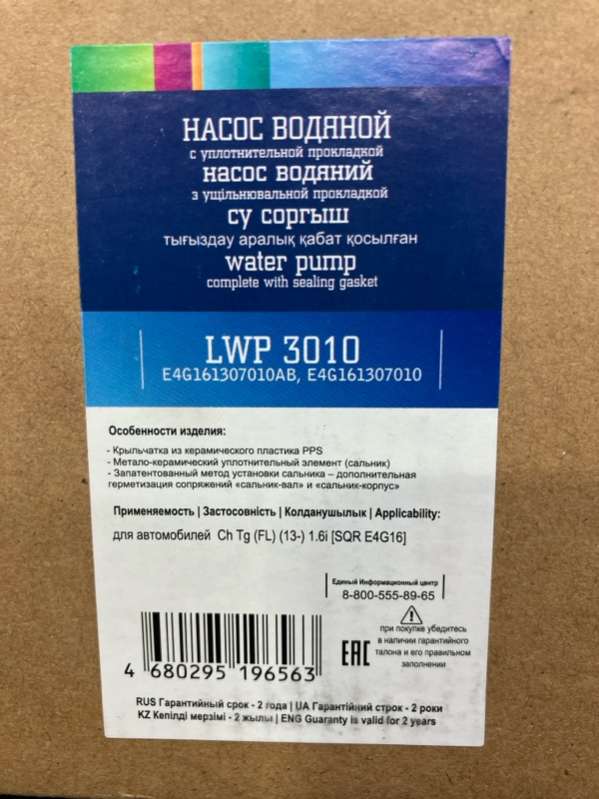 НАСОС ВОДЯНОЙ
с уплотнительной прокладкой
насос водяний
з ущільнювальной прокладкой
су соргыш
тығыздау аралық қабат қосылған
water pump
complete with sealing gasket
LWP 3010
E4G161307010AB, E4G161307010
Особенности изделия:
- Крыльчатка из керамического пластика PPS
- Метало-керамический уплотнительный элемент (сальник)
- Запатентованный метод установки сальника – дополнительная
герметизация сопряжений «сальник-вал» и «сальник-корпус»
Применяемость | Застосовність | Колданушылык | Applicability:
для автомобилей Ch Tg (FL) (13-) 1.6i [SQR E4G16]
Единый Информационный центр
8-800-555-89-65
при покупке убедитесь
в наличии гарантийного
талона и его правильном
заполнении
EAC
4 680295 196563
RUS Гарантийный срок - 2 года | UA Гарантійний строк - 2 роки
KZ Кепілді мерзімі - 2 жылы | ENG Guaranty is valid for 2 years